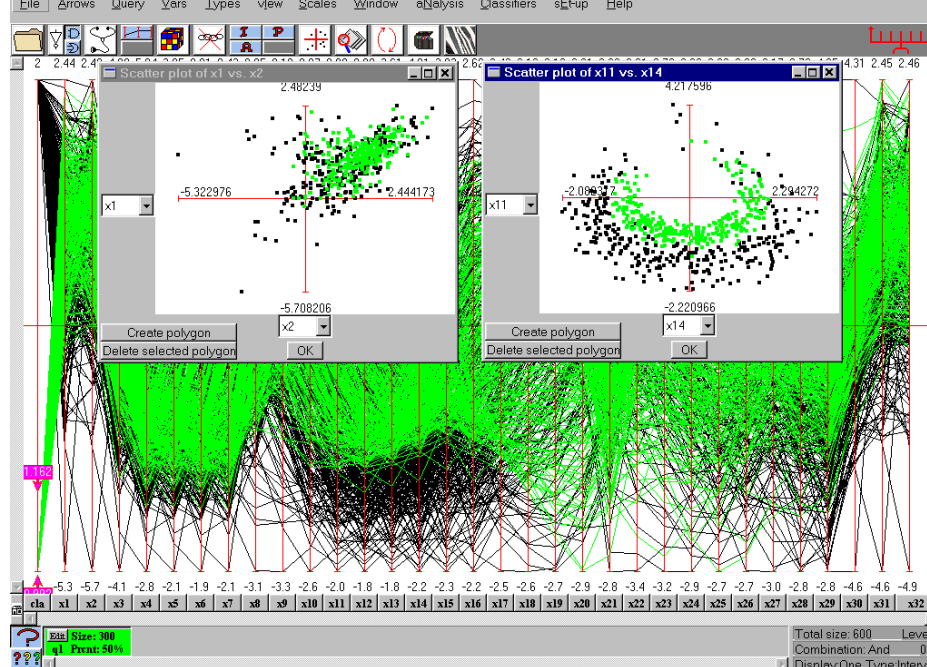 File Arrows Query Vars Types vIew Scales Window aNalysis Classifiers sEt-up Help
I P
R
2 2.44 2.4
4.31 2.45 2.46
Scatter plot of x1 vs. x2
2.48239
-5.322976
2.444173
x1
-5.708206
x2
Create polygon
Delete selected polygon
OK
Scatter plot of x11 vs. x14
4.217596
2.294272
x11
-2.220966
x14
Create polygon
Delete selected polygon
OK
1.162
-5.3 -5.7 -4.1 -2.8 -2.1 -1.9 -2.1 -3.1 -3.3 -2.6 -2.0 -1.8 -1.8 -2.2 -2.3 -2.2 -2.5 -2.6 -2.7 -2.9 -2.8 -3.4 -3.2 -2.9 -2.7 -2.7 -3.0 -2.8 -2.8 -4.6 -4.6 -4.9
cla x1 x2 x3 x4 x5 x6 x7 x8 x9 x10 x11 x12 x13 x14 x15 x16 x17 x18 x19 x20 x21 x22 x23 x24 x25 x26 x27 x28 x29 x30 x31 x32
Edit Size: 300
q1 Prcnt: 50%
???
Total size: 600 Leve
Combination: And 0
Display:One Type:Interv